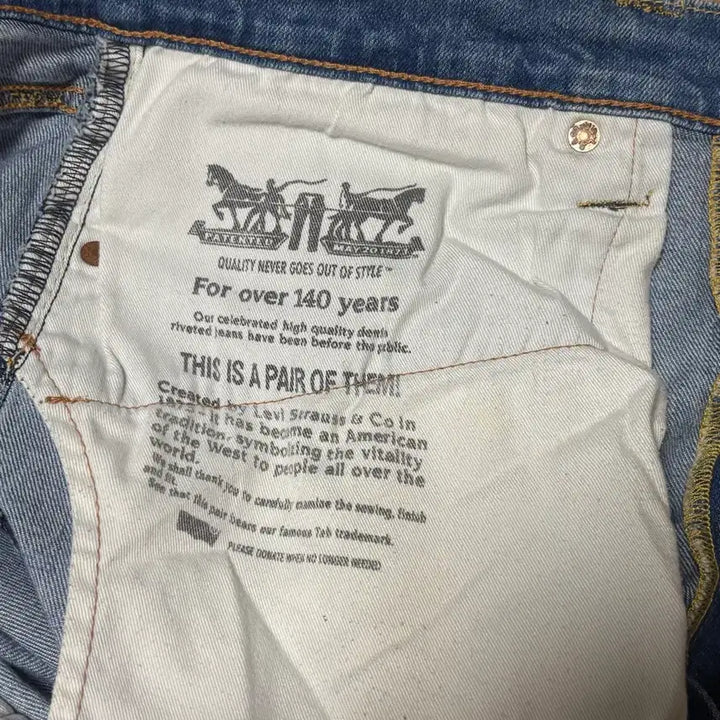 PATENTED MAY 20 1873
QUALITY NEVER GOES OUT OF STYLE™
For over 140 years
Our celebrated high quality denim
riveted jeans have been before the public.
THIS IS A PAIR OF THEM!
Created by Levi Strauss & Co in
1873 - it has become an American
tradition, symbolizing the vitality
of the West to people all over the
world.
We shall thank you to carefully examine the sewing, finish
and fit.
See that this pair bears our famous Tab trademark.
PLEASE DONATE WHEN NO LONGER NEEDED